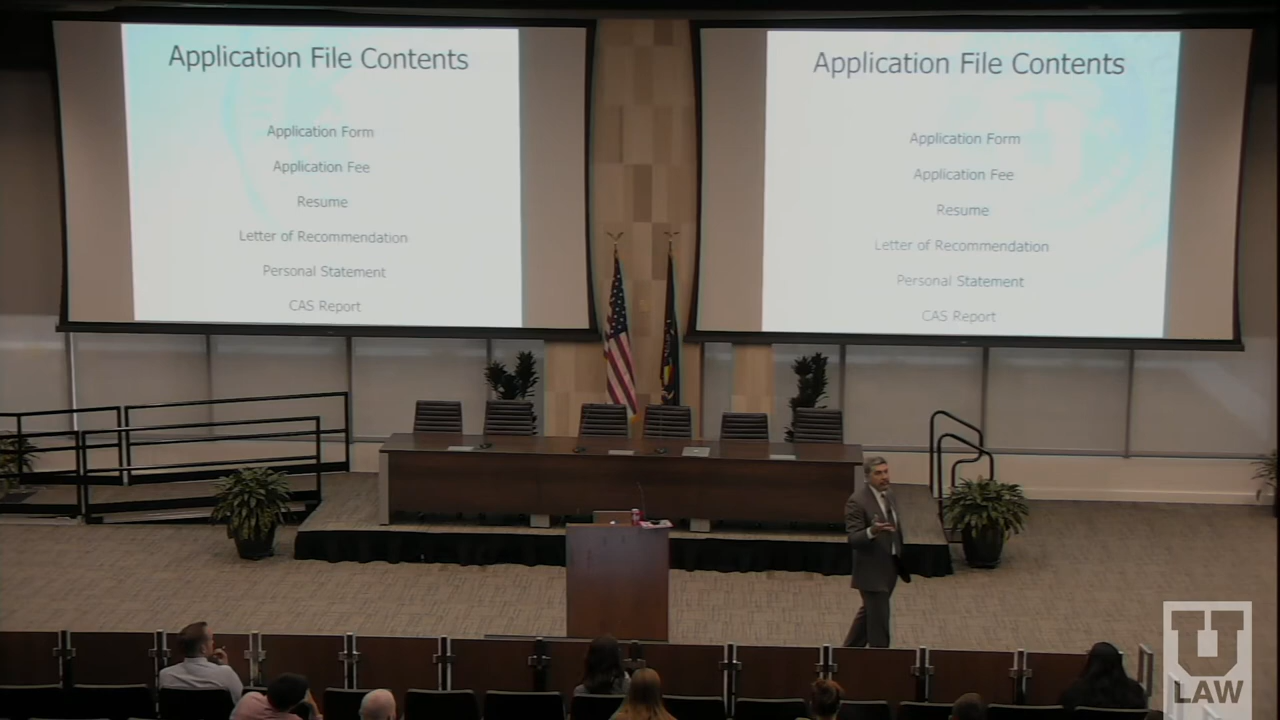 Application File Contents
Application Form
Application Fee
Resume
Letter of Recommendation
Personal Statement
CAS Report
Application File Contents
Application Form
Application Fee
Resume
Letter of Recommendation
Personal Statement
CAS Report
U
LAW